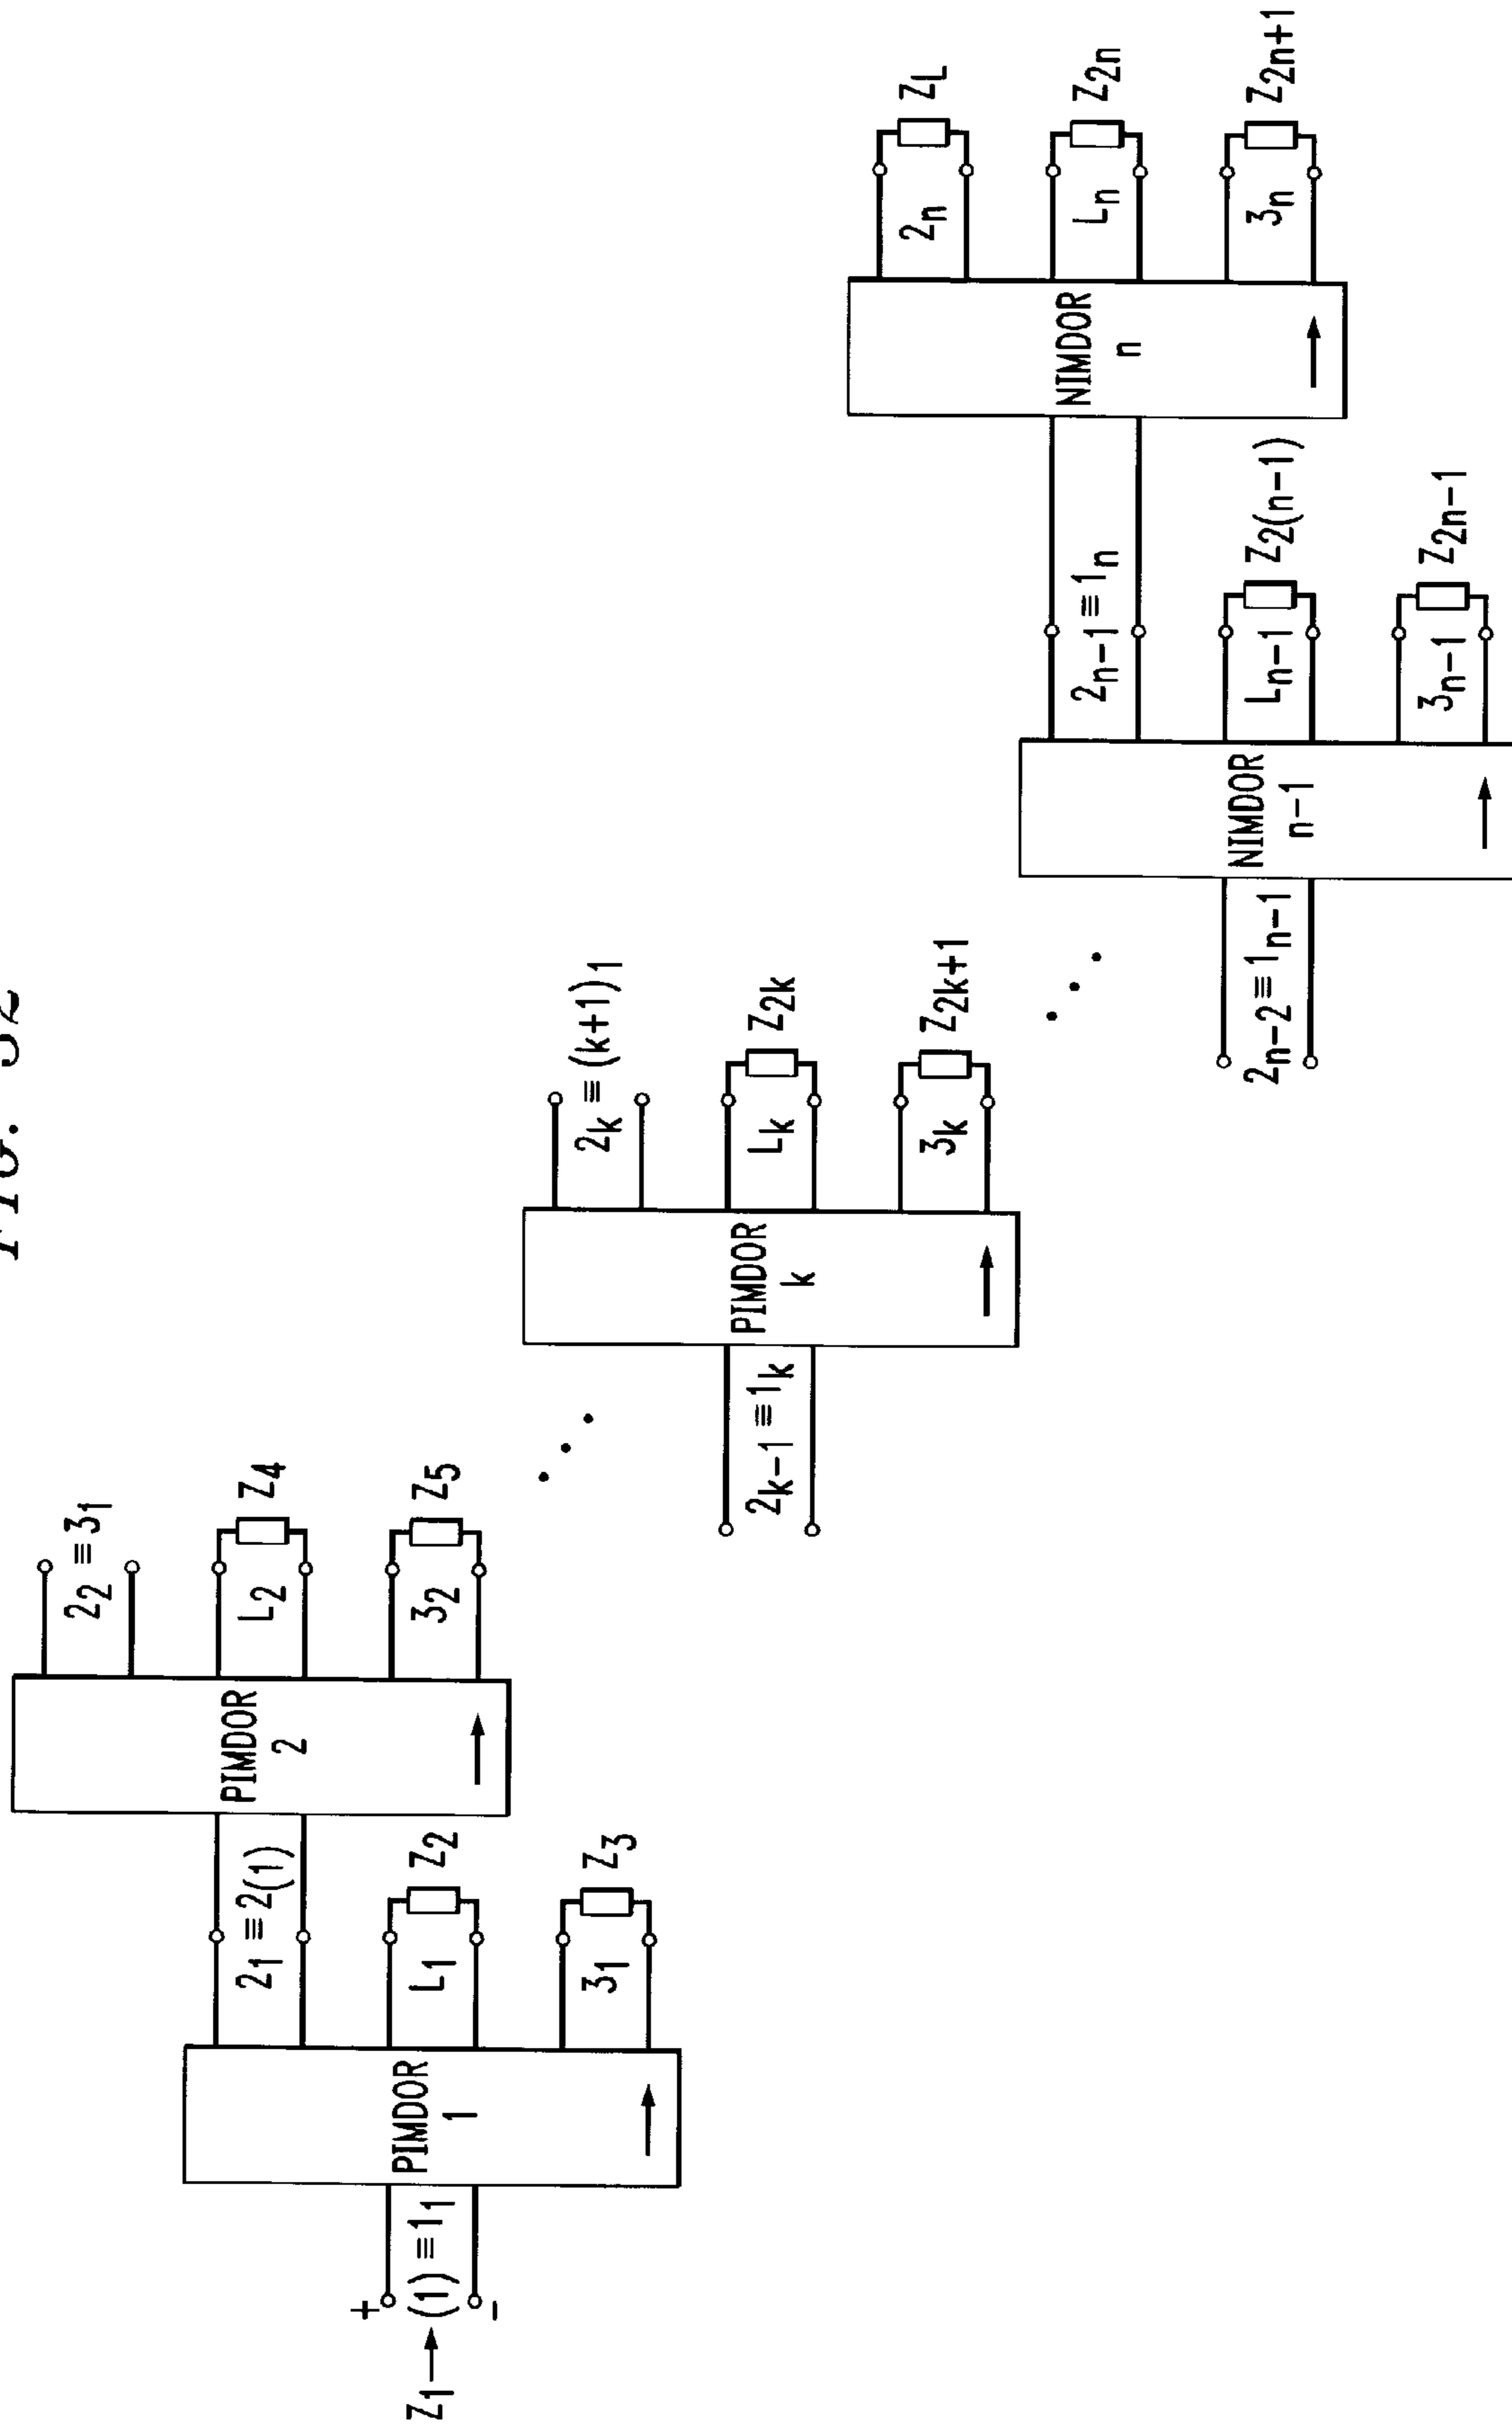 FIG.
Z1
+
(1) ≡ 11
-
PIMDOR
1
21 ≡ 2(1)
L1
Z2
31
Z3
PIMDOR
2
22 ≡ 31
L2
Z4
32
Z5
2k-1 ≡ 1k
PIMDOR
k
2k ≡ (k+1)1
Lk
Z2k
3k
Z2k+1
2n-2 ≡ 1n-1
NIMDOR
n-1
2n-1 ≡ 1n
Ln-1
Z2(n-1)
3n-1
Z2n-1
NIMDOR
n
2n
ZL
Ln
Z2n
3n
Z2n+1